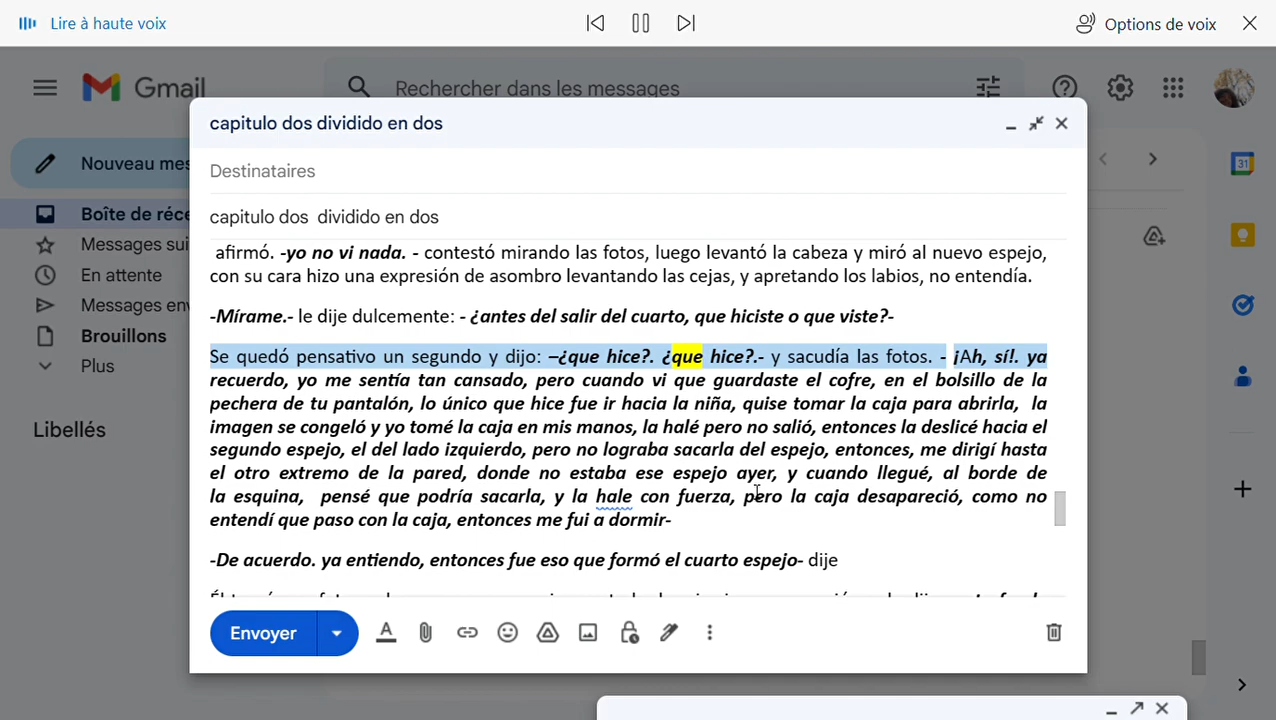 Lire à haute voix
Options de voix
Gmail
Rechercher dans les messages
capitulo dos dividido en dos
Nouveau mes
Destinataires
Boîte de réce
capitulo dos  dividido en dos
Messages sui
afirmó. -yo no vi nada. - contestó mirando las fotos, luego levantó la cabeza y miró al nuevo espejo,
En attente
con su cara hizo una expresión de asombro levantando las cejas, y apretando los labios, no entendía.
Messages env
-Mírame.- le dije dulcemente: - ¿antes del salir del cuarto, que hiciste o que viste?-
Brouillons
Se quedó pensativo un segundo y dijo: –¿que hice?. ¿que hice?.- y sacudía las fotos. - ¡Ah, sí!. ya
Plus
recuerdo, yo me sentía tan cansado, pero cuando vi que guardaste el cofre, en el bolsillo de la
pechera de tu pantalón, lo único que hice fue ir hacia la niña, quise tomar la caja para abrirla,  la
imagen se congeló y yo tomé la caja en mis manos, la halé pero no salió, entonces la deslicé hacia el
Libellés
segundo espejo, el del lado izquierdo, pero no lograba sacarla del espejo, entonces, me dirigí hasta
el otro extremo de la pared, donde no estaba ese espejo ayer, y cuando llegué, al borde de
la esquina,  pensé que podría sacarla, y la hale con fuerza, pero la caja desapareció, como no
entendí que paso con la caja, entonces me fui a dormir-
-De acuerdo. ya entiendo, entonces fue eso que formó el cuarto espejo- dije
Envoyer
31